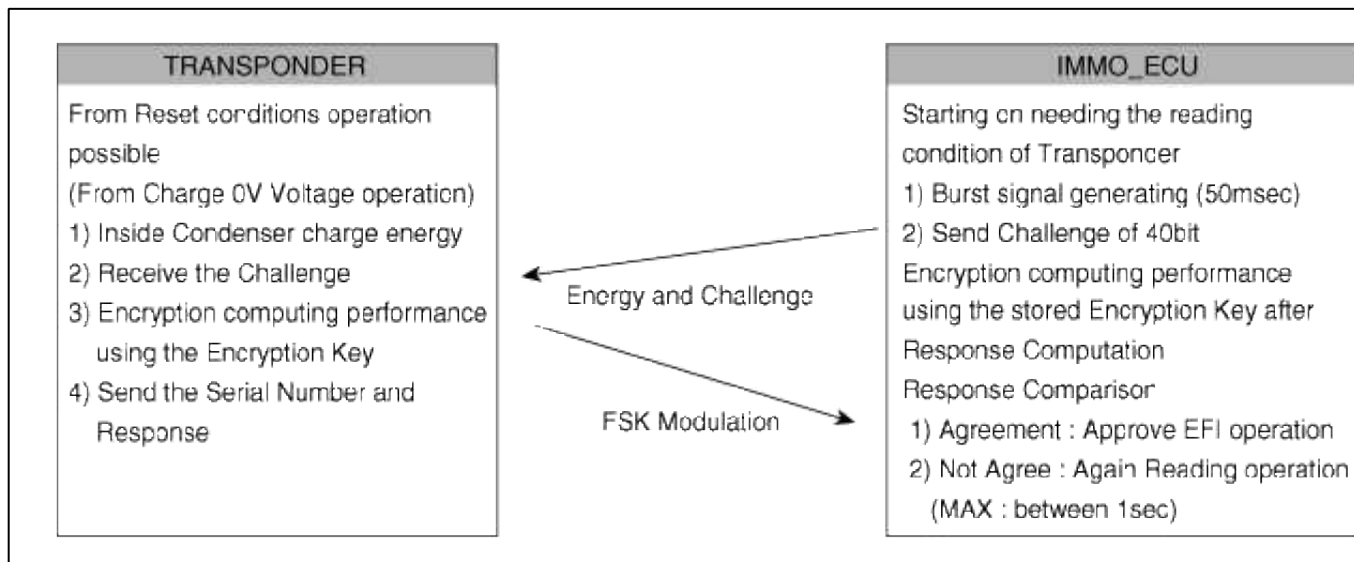 TRANSPONDER
From Reset conditions operation
possible
(From Charge 0V Voltage operation)
1) Inside Condenser charge energy
2) Receive the Challenge
3) Encryption computing performance
using the Encryption Key
4) Send the Serial Number and
Response
Energy and Challenge
FSK Modulation
IMMO_ECU
Starting on needing the reading
condition of Transponcer
1) Burst signal generating (50msec)
2) Send Challenge of 40bit
Encryption computing performance
using the stored Encryption Key after
Response Computation
Response Comparisor
1) Agreement : Approve EFI operation
2) Not Agree : Again Reading operation
(MAX : between 1sec)